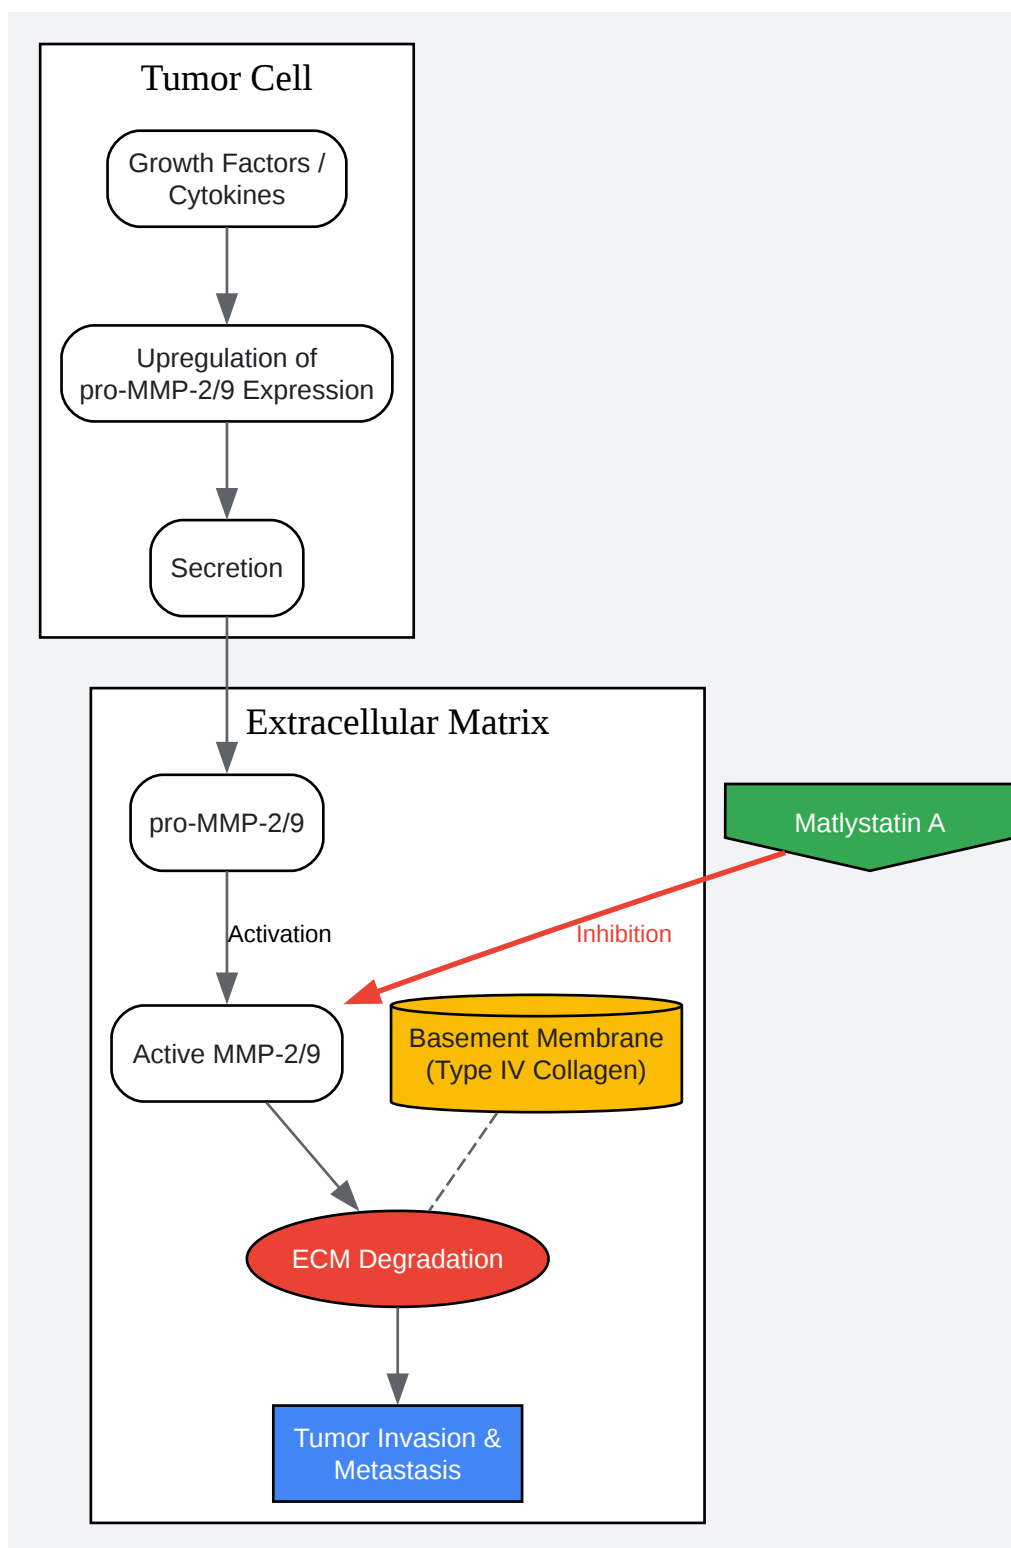 Tumor Cell
Growth Factors /
Cytokines
Upregulation of
pro-MMP-2/9 Expression
Secretion
Extracellular Matrix
pro-MMP-2/9
Matlystatin A
Activation
Inhibition
Active MMP-2/9
Basement Membrane
(Type IV Collagen)
ECM Degradation
Tumor Invasion &
Metastasis